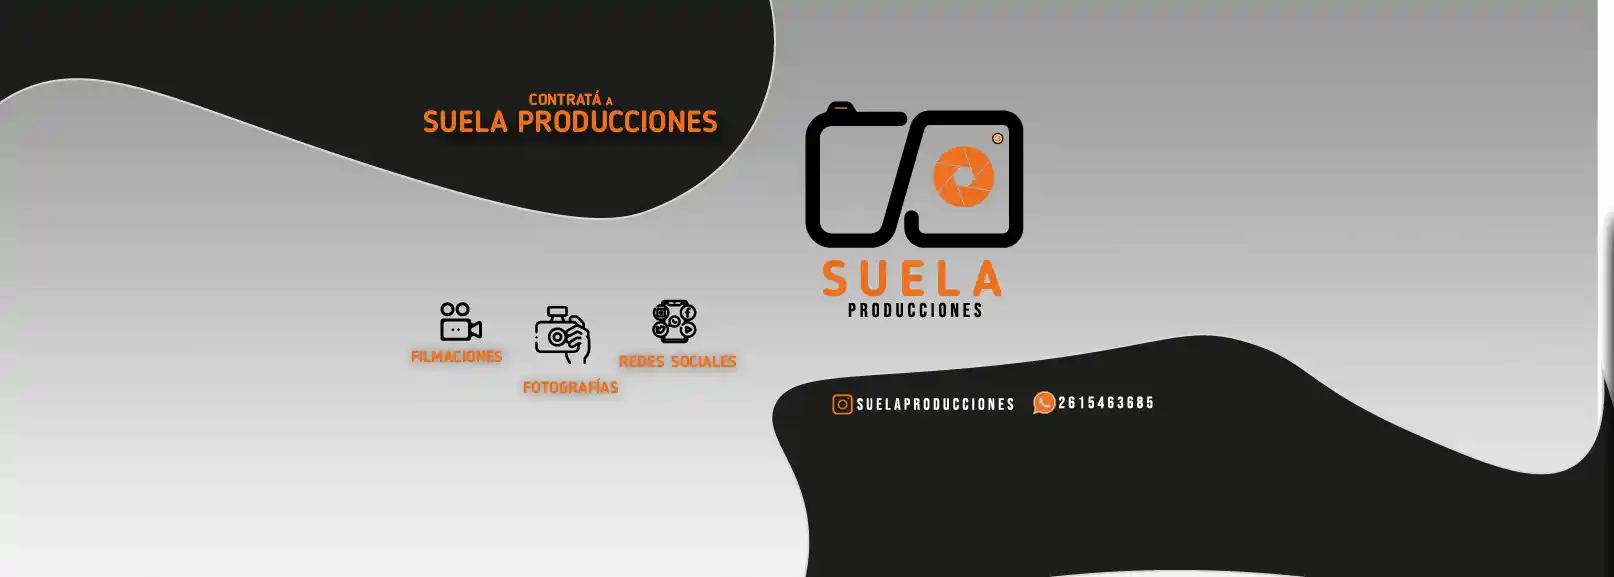 CONTRATÁ A
SUELA PRODUCCIONES
FILMACIONES
FOTOGRAFÍAS
REDES SOCIALES
SUELA
PRODUCCIONES
SUELAPRODUCCIONES
2615463685